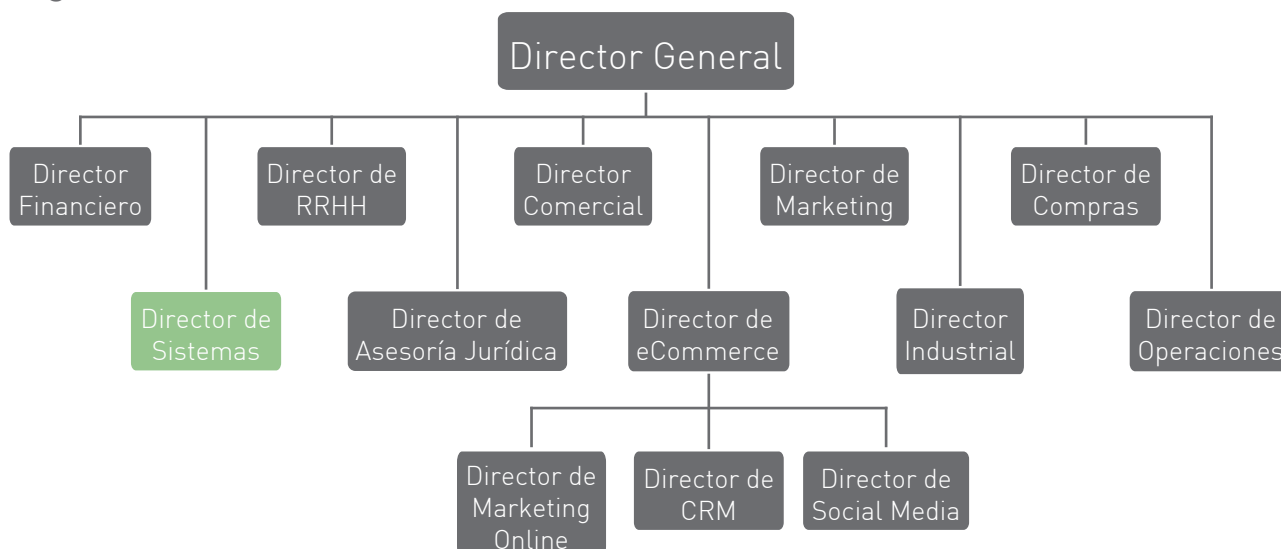 Director General
Director
Financiero
Director de
RRHH
Director
Comercial
Director de
Marketing
Director de
Compras
Director de
Sistemas
Director de
Asesoría Jurídica
Director de
eCommerce
Director
Industrial
Director de
Operaciones
Director de
Marketing
Online
Director de
CRM
Director de
Social Media